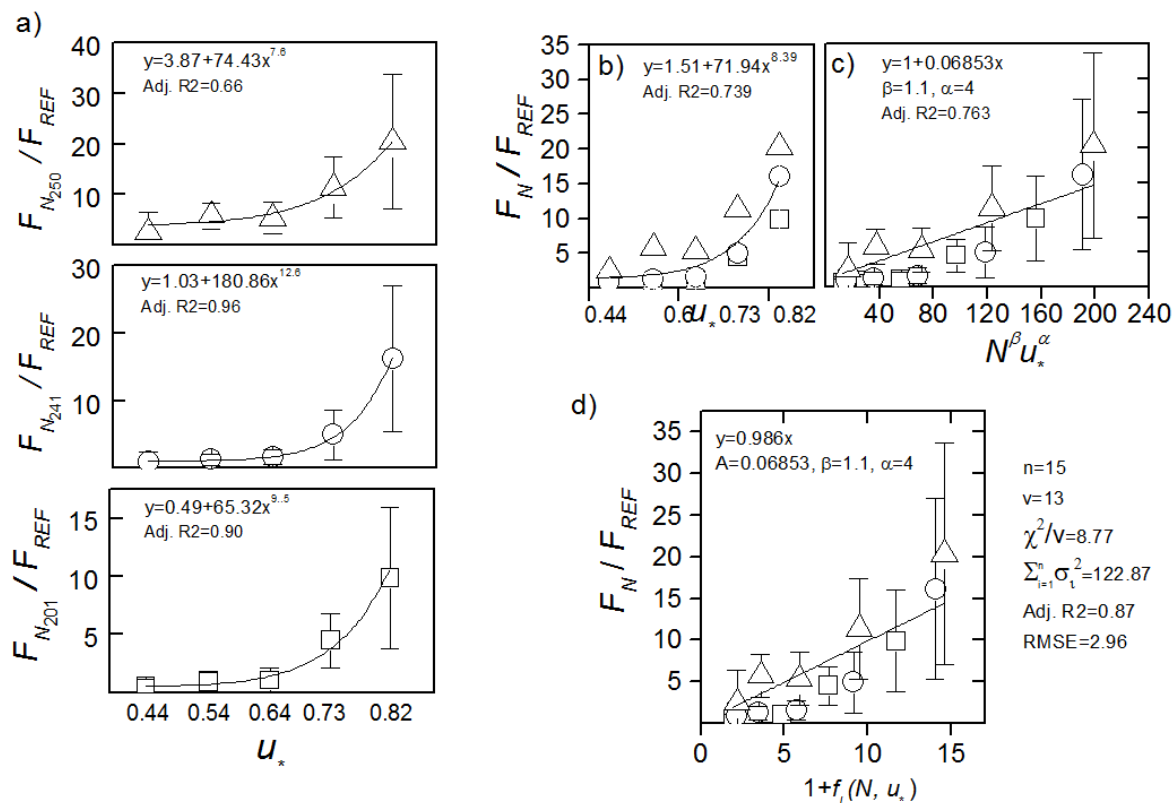 a)
y=3.87+74.43x^7.6
Adj. R2=0.66
40
30
20
10
F_N250 / F_REF
y=1.03+180.86x^12.6
Adj. R2=0.96
30
20
10
F_N241 / F_REF
y=0.49+65.32x^9..5
Adj. R2=0.90
15
10
5
F_N201 / F_REF
0.44 0.54 0.64 0.73 0.82
u_*
b)
y=1.51+71.94x^8.39
Adj. R2=0.739
35
30
25
20
15
10
5
F_N / F_REF
0.44 0.6 0.73 0.82
u_*
c)
y=1+0.06853x
β=1.1, α=4
Adj. R2=0.763
40 80 120 160 200 240
N^β u_*^α
d)
y=0.986x
A=0.06853, β=1.1, α=4
35
30
25
20
15
10
5
F_N / F_REF
0 5 10 15
1+f_L(N, u_*)
n=15
v=13
χ²/v=8.77
Σ_i=1^n σ_i²=122.87
Adj. R2=0.87
RMSE=2.96